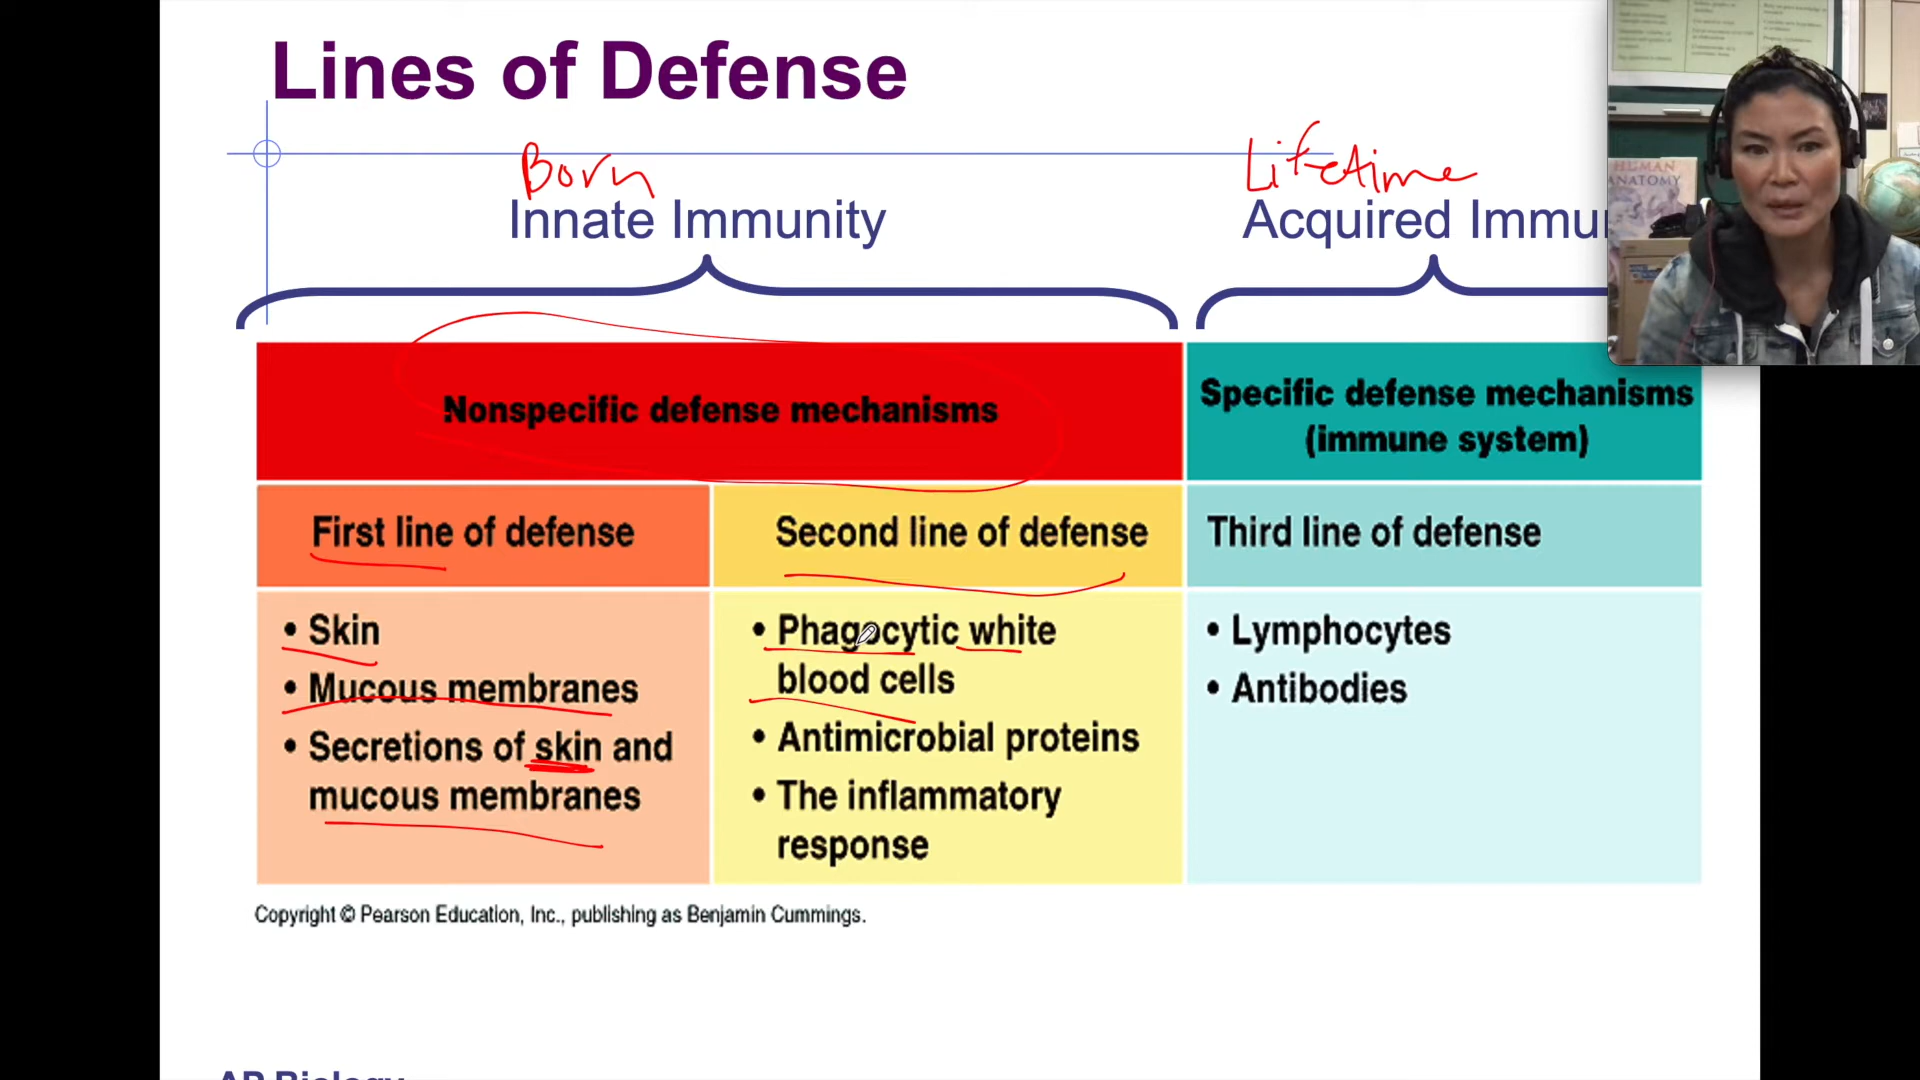 Lines of Defense
Born
Lifetime
Innate Immunity
Acquired Immu
HUMAN
ANATOMY
Nonspecific defense mechanisms
Specific defense mechanisms
(immune system)
First line of defense
Second line of defense
Third line of defense
• Skin
• Mucous membranes
• Secretions of skin and
mucous membranes
• Phagocytic white
blood cells
• Antimicrobial proteins
• The inflammatory
response
• Lymphocytes
• Antibodies
Copyright © Pearson Education, Inc., publishing as Benjamin Cummings.
AP Biology